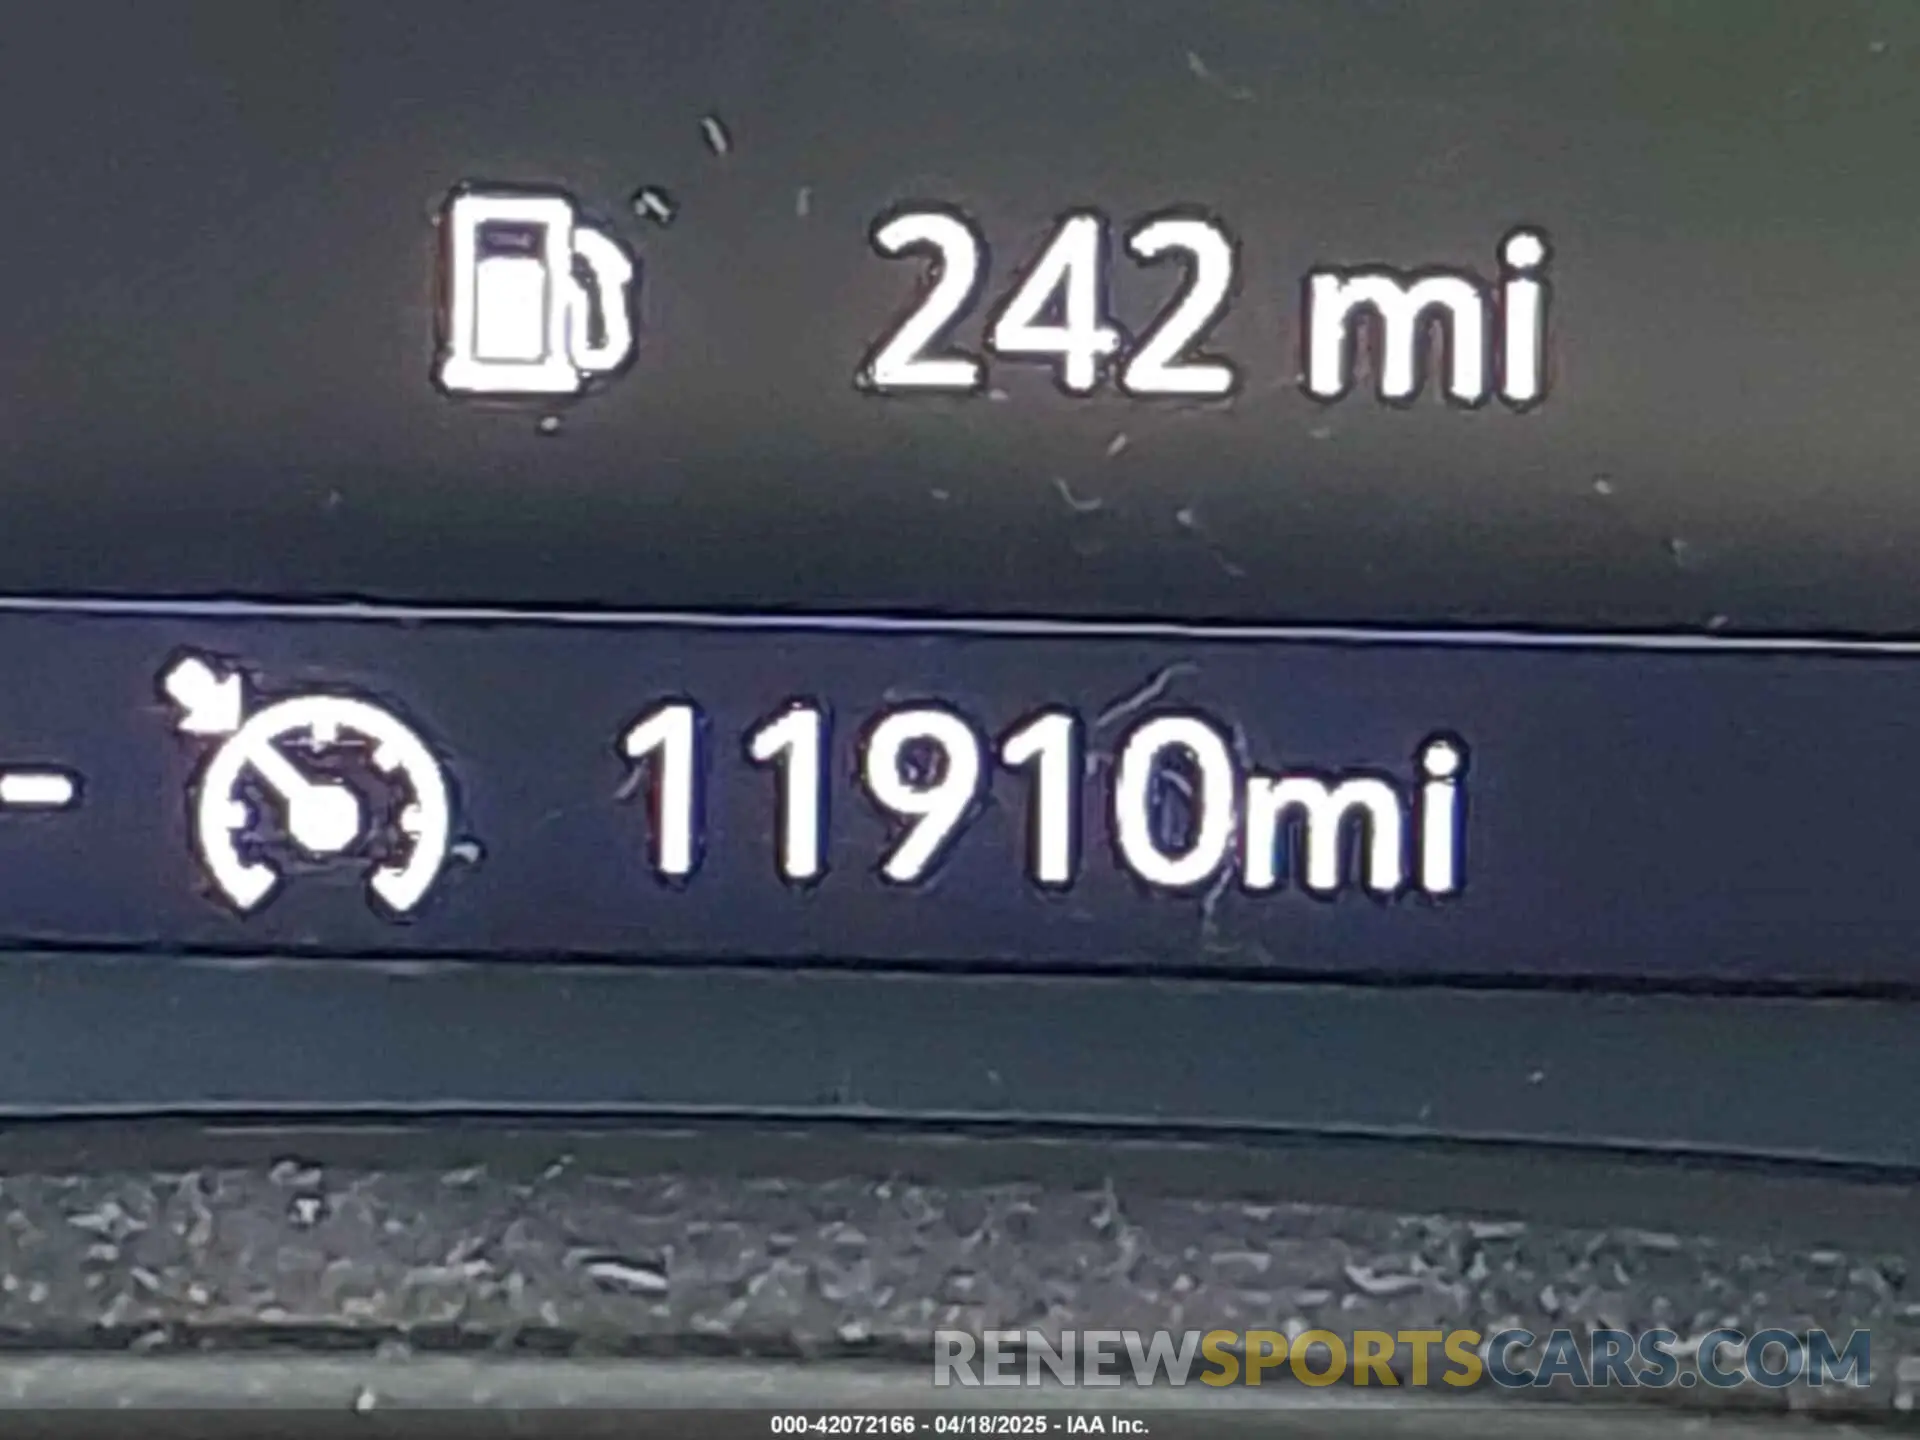 242 mi
- 11910mi
RENEWSPORTSCARS.COM
000-42072166 - 04/18/2025 - IAA Inc.